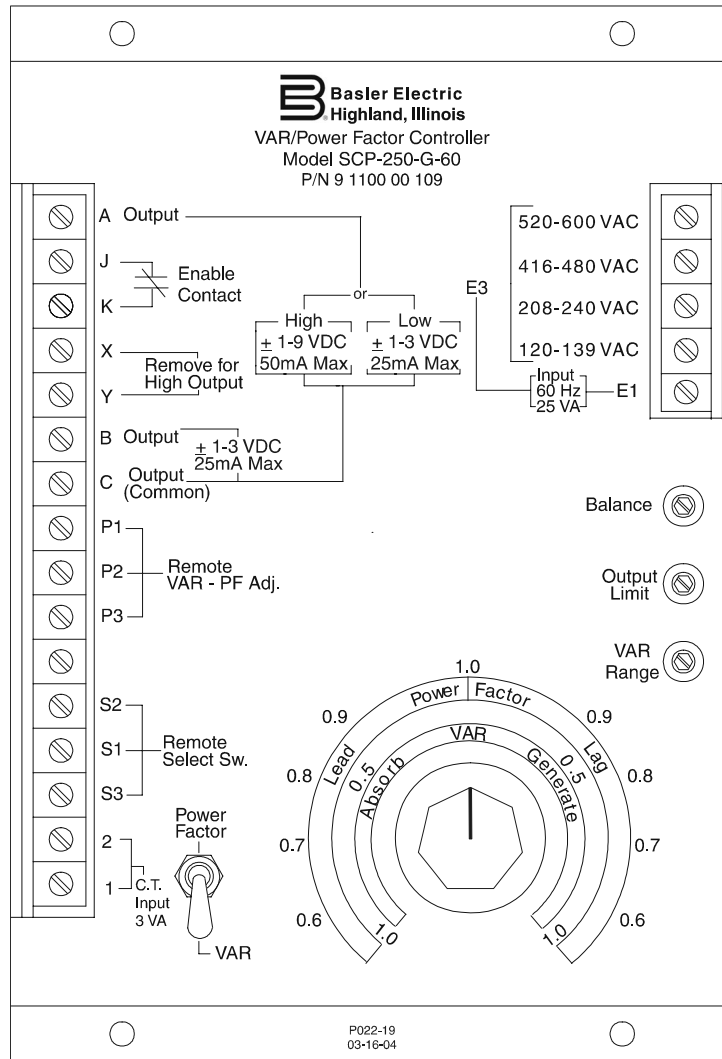 Basler Electric
Highland, Illinois
VAR/Power Factor Controller
Model SCP-250-G-60
P/N 9 1100 00 109
A Output
J
Enable
Contact
K
X
Remove for
High Output
Y
B Output
± 1-3 VDC
25mA Max
C Output
(Common)
or
High
± 1-9 VDC
50mA Max
Low
± 1-3 VDC
25mA Max
520-600 VAC
416-480 VAC
E3
208-240 VAC
120-139 VAC
Input
60 Hz
25 VA
E1
P1
P2
Remote
VAR - PF Adj.
P3
Balance
Output
Limit
VAR
Range
S2
S1
Remote
Select Sw.
S3
2
1
C.T.
Input
3 VA
Power
Factor
VAR
1.0
Power Factor
0.9
0.9
Lead
Lag
VAR
0.8
0.5
0.5
0.8
Absorb
Generate
0.7
0.7
0.6
0.6
1.0
1.0
P022-19
03-16-04